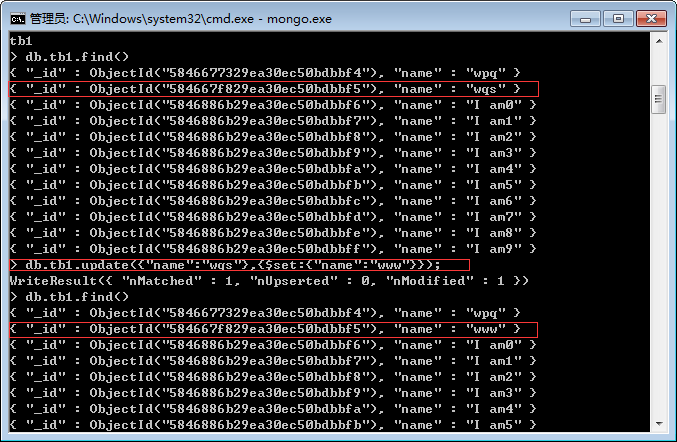 管理员: C:\Windows\system32\cmd.exe - mongo.exe
tb1
> db.tb1.find()
{ "_id" : ObjectId("5846677329ea30ec50bdbbf4"), "name" : "wpq" }
{ "_id" : ObjectId("584667f829ea30ec50bdbbf5"), "name" : "wqs" }
{ "_id" : ObjectId("5846886b29ea30ec50bdbbf6"), "name" : "I am0" }
{ "_id" : ObjectId("5846886b29ea30ec50bdbbf7"), "name" : "I am1" }
{ "_id" : ObjectId("5846886b29ea30ec50bdbbf8"), "name" : "I am2" }
{ "_id" : ObjectId("5846886b29ea30ec50bdbbf9"), "name" : "I am3" }
{ "_id" : ObjectId("5846886b29ea30ec50bdbbfa"), "name" : "I am4" }
{ "_id" : ObjectId("5846886b29ea30ec50bdbbfb"), "name" : "I am5" }
{ "_id" : ObjectId("5846886b29ea30ec50bdbbfc"), "name" : "I am6" }
{ "_id" : ObjectId("5846886b29ea30ec50bdbbfd"), "name" : "I am7" }
{ "_id" : ObjectId("5846886b29ea30ec50bdbbfe"), "name" : "I am8" }
{ "_id" : ObjectId("5846886b29ea30ec50bdbbff"), "name" : "I am9" }
> db.tb1.update({"name":"wqs"},{$set:{"name":"www"}});
WriteResult({ "nMatched" : 1, "nUpserted" : 0, "nModified" : 1 })
> db.tb1.find()
{ "_id" : ObjectId("5846677329ea30ec50bdbbf4"), "name" : "wpq" }
{ "_id" : ObjectId("584667f829ea30ec50bdbbf5"), "name" : "www" }
{ "_id" : ObjectId("5846886b29ea30ec50bdbbf6"), "name" : "I am0" }
{ "_id" : ObjectId("5846886b29ea30ec50bdbbf7"), "name" : "I am1" }
{ "_id" : ObjectId("5846886b29ea30ec50bdbbf8"), "name" : "I am2" }
{ "_id" : ObjectId("5846886b29ea30ec50bdbbf9"), "name" : "I am3" }
{ "_id" : ObjectId("5846886b29ea30ec50bdbbfa"), "name" : "I am4" }
{ "_id" : ObjectId("5846886b29ea30ec50bdbbfb"), "name" : "I am5" }